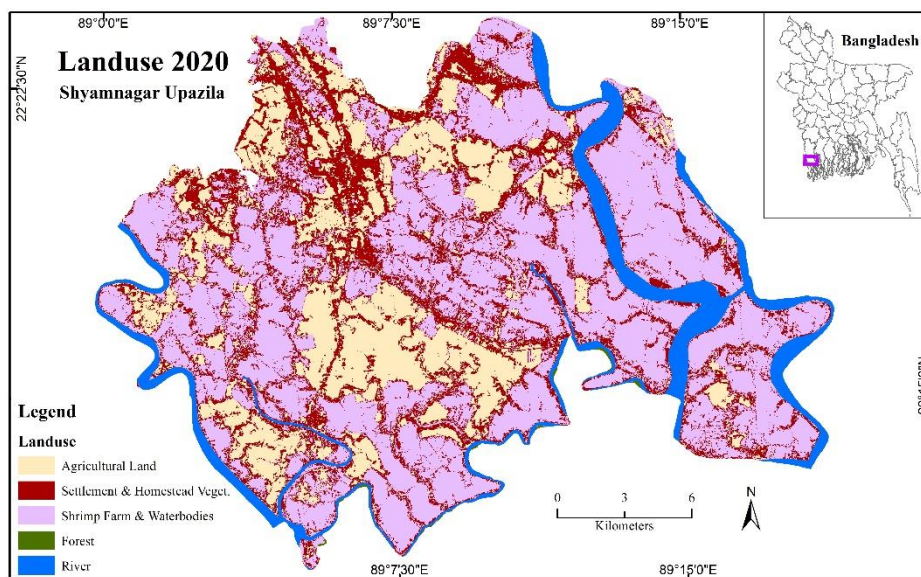 89°0'0"E
89°7'30"E
89°15'0"E
Landuse 2020
Shyamnagar Upazila
22°22'30"N
Bangladesh
Legend
Landuse
Agricultural Land
Settlement & Homestead Veget.
Shrimp Farm & Waterbodies
Forest
River
0 3 6
Kilometers
N
89°7'30"E
89°15'0"E